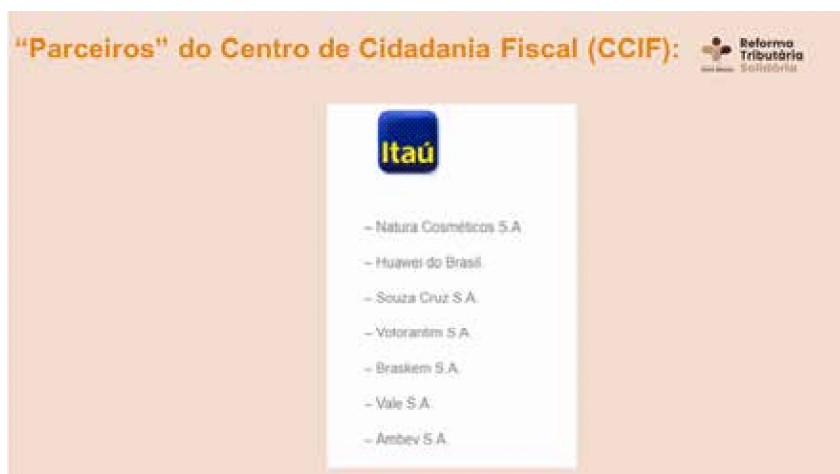 “Parceiros” do Centro de Cidadania Fiscal (CCIF):
Reforma
Tributária
Solidária
Itaú
– Natura Cosméticos S.A
– Huawei do Brasil.
– Souza Cruz S.A.
– Votorantim S.A.
– Braskem S.A.
– Vale S.A.
– Ambev S.A.